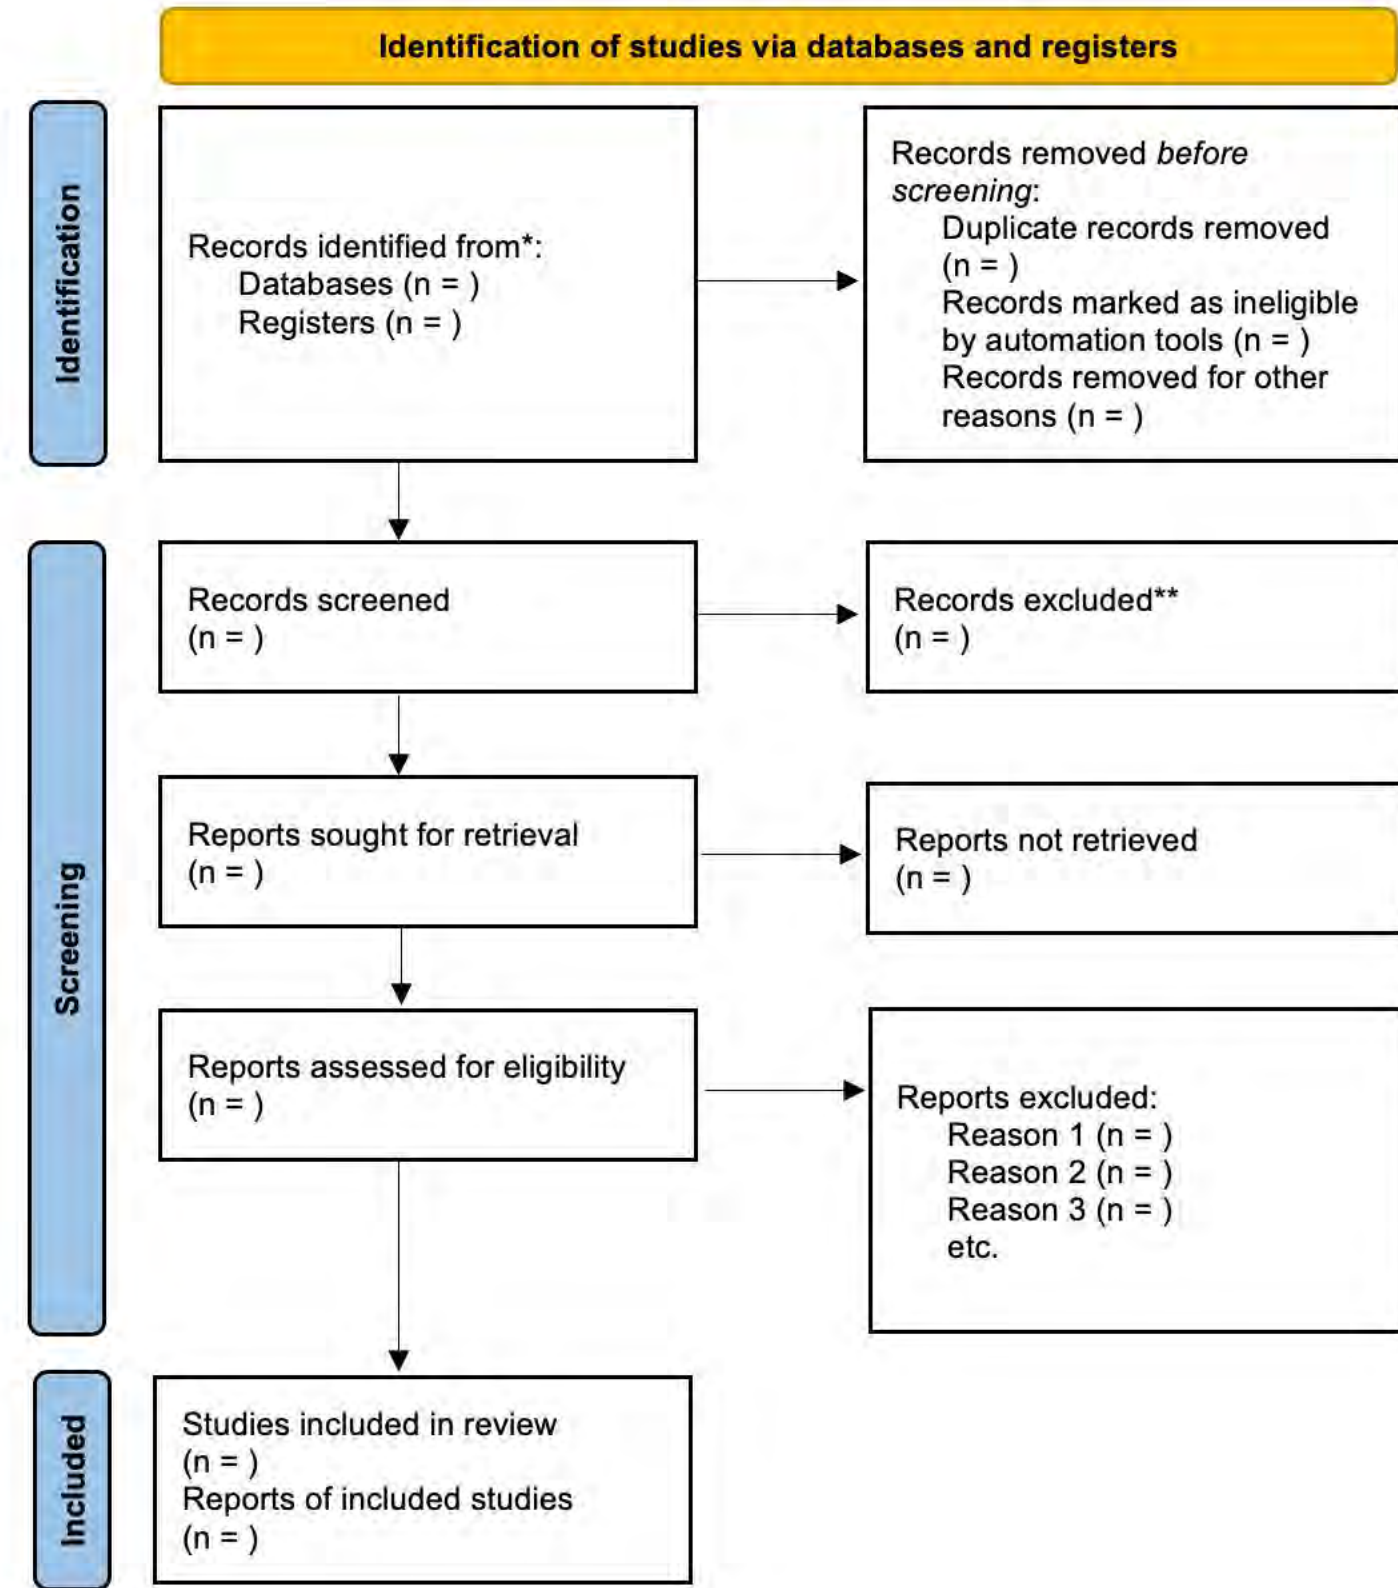 Identification of studies via databases and registers
Identification
Records identified from*:
Databases (n = )
Registers (n = )
Records removed before
screening:
Duplicate records removed
(n = )
Records marked as ineligible
by automation tools (n = )
Records removed for other
reasons (n = )
Screening
Records screened
(n = )
Records excluded**
(n = )
Reports sought for retrieval
(n = )
Reports not retrieved
(n = )
Reports assessed for eligibility
(n = )
Reports excluded:
Reason 1 (n = )
Reason 2 (n = )
Reason 3 (n = )
etc.
Included
Studies included in review
(n = )
Reports of included studies
(n = )